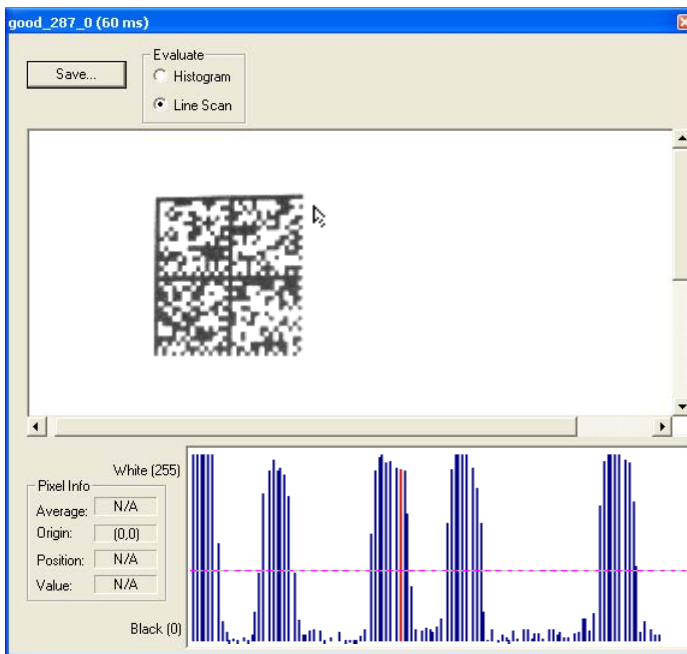 good_287_0 (60 ms)
Save...
Evaluate
Histogram
Line Scan
White (255)
Pixel Info
Average: N/A
Origin: (0,0)
Position: N/A
Value: N/A
Black (0)